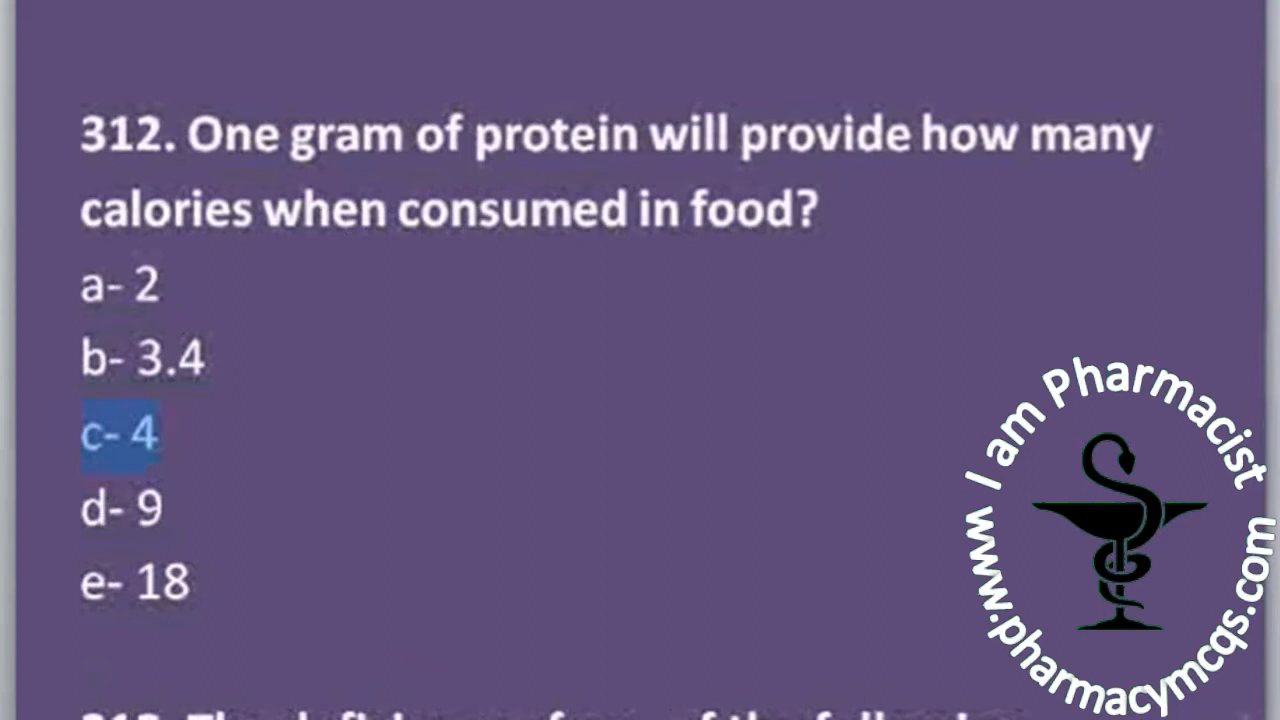 312. One gram of protein will provide how many
calories when consumed in food?
a- 2
b- 3.4
c- 4
d- 9
e- 18
I am Pharmacist
www.pharmacymcqs.com